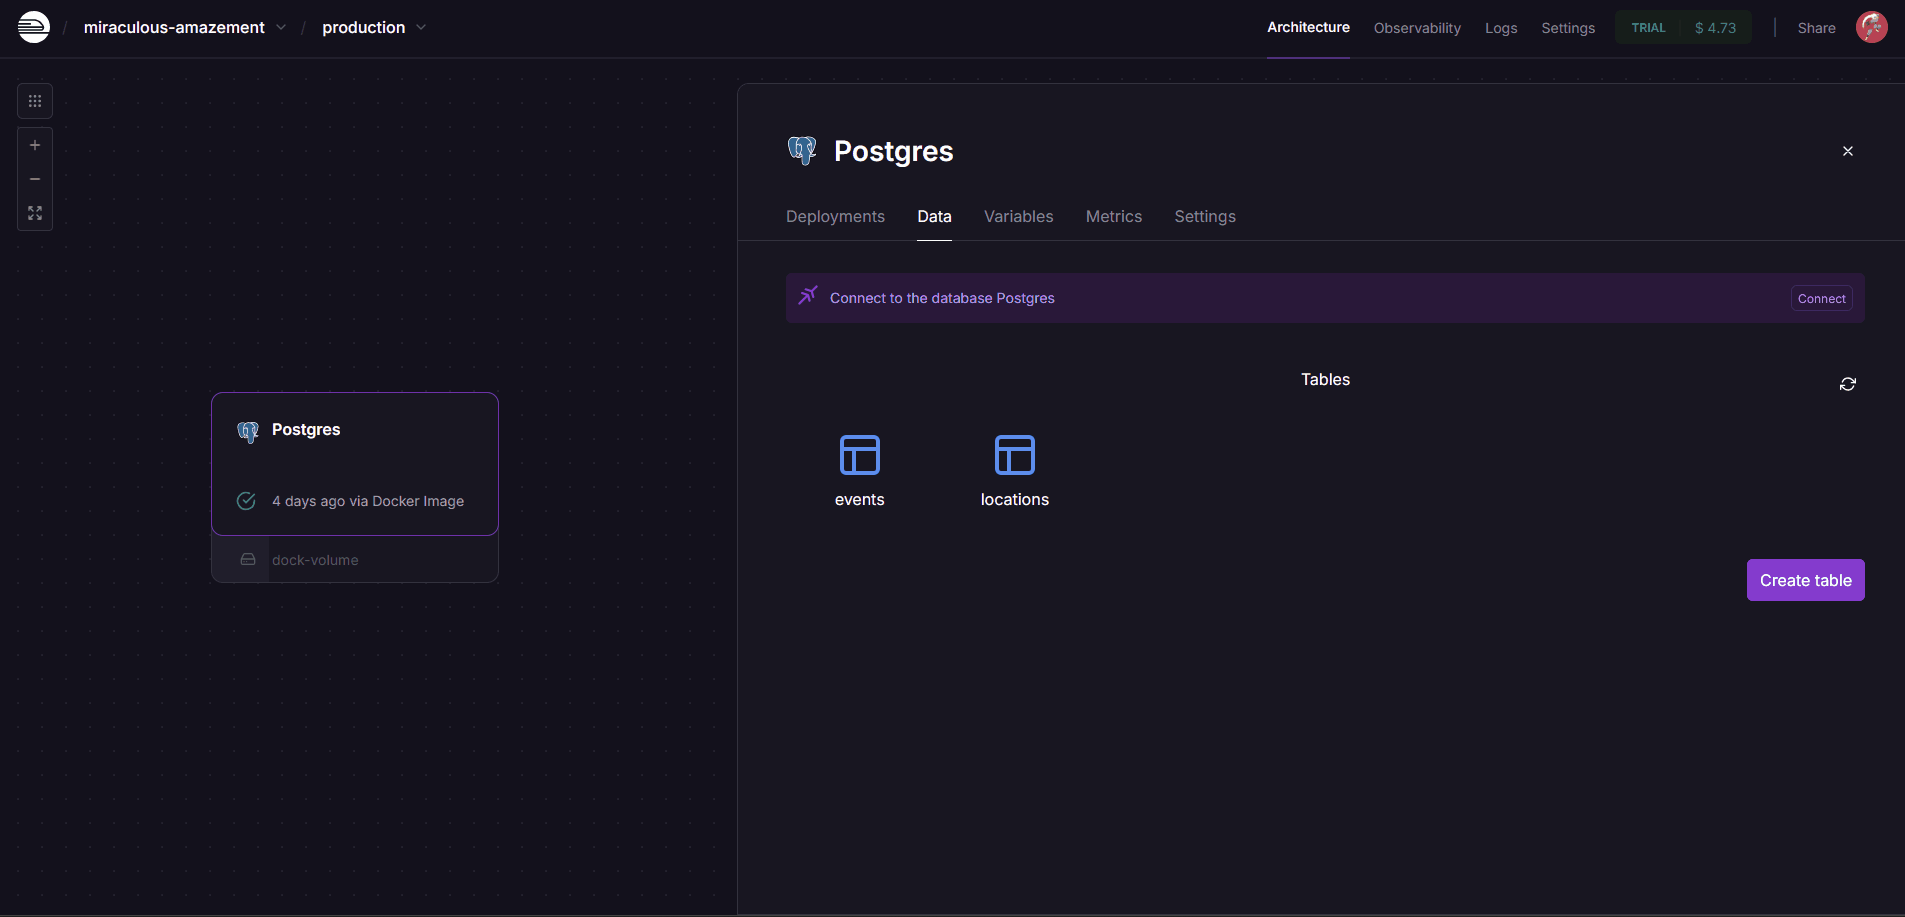 / miraculous-amazement / production
Architecture Observability Logs Settings TRIAL $ 4.73 Share
Postgres
Deployments Data Variables Metrics Settings
Connect to the database Postgres Connect
Tables
events locations
Create table
Postgres
4 days ago via Docker Image
dock-volume